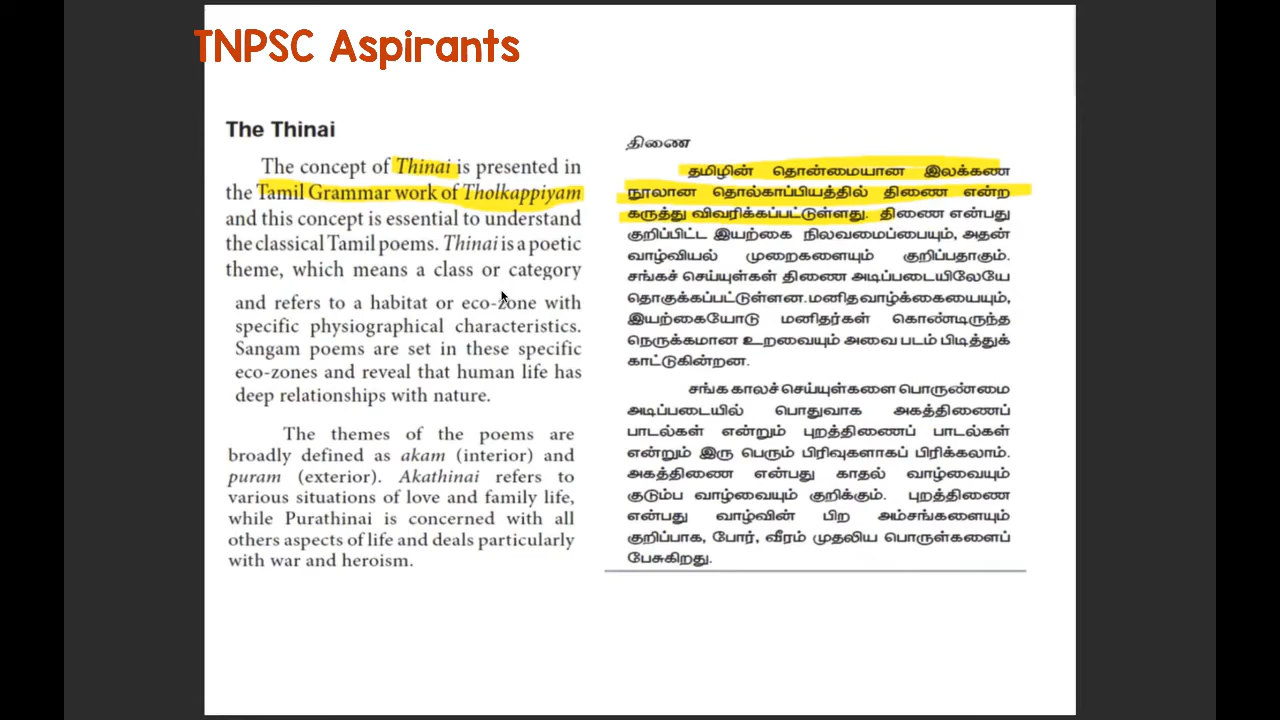 TNPSC Aspirants
The Thinai
The concept of Thinai is presented in
the Tamil Grammar work of Tholkappiyam
and this concept is essential to understand
the classical Tamil poems. Thinai is a poetic
theme, which means a class or category
and refers to a habitat or eco-zone with
specific physiographical characteristics.
Sangam poems are set in these specific
eco-zones and reveal that human life has
deep relationships with nature.
The themes of the poems are
broadly defined as akam (interior) and
puram (exterior). Akathinai refers to
various situations of love and family life,
while Purathinai is concerned with all
others aspects of life and deals particularly
with war and heroism.
திணை
தமிழின் தொன்மையான இலக்கண
நூலான தொல்காப்பியத்தில் திணை என்ற
கருத்து விவரிக்கப்பட்டுள்ளது. திணை என்பது
குறிப்பிட்ட இயற்கை நிலவமைப்பையும், அதன்
வாழ்வியல் முறைகளையும் குறிப்பதாகும்.
சங்கச் செய்யுள்கள் திணை அடிப்படையிலேயே
தொகுக்கப்பட்டுள்ளன. மனித வாழ்க்கையையும்,
இயற்கையோடு மனிதர்கள் கொண்டிருந்த
நெருக்கமான உறவையும் அவை படம் பிடித்துக்
காட்டுகின்றன.
சங்க காலச் செய்யுள்களை பொருண்மை
அடிப்படையில் பொதுவாக அகத்திணைப்
பாடல்கள் என்றும் புறத்திணைப் பாடல்கள்
என்றும் இரு பெரும் பிரிவுகளாகப் பிரிக்கலாம்.
அகத்திணை என்பது காதல் வாழ்வையும்
குடும்ப வாழ்வையும் குறிக்கும். புறத்திணை
என்பது வாழ்வின் பிற அம்சங்களையும்
குறிப்பாக, போர், வீரம் முதலிய பொருள்களைப்
பேசுகிறது.